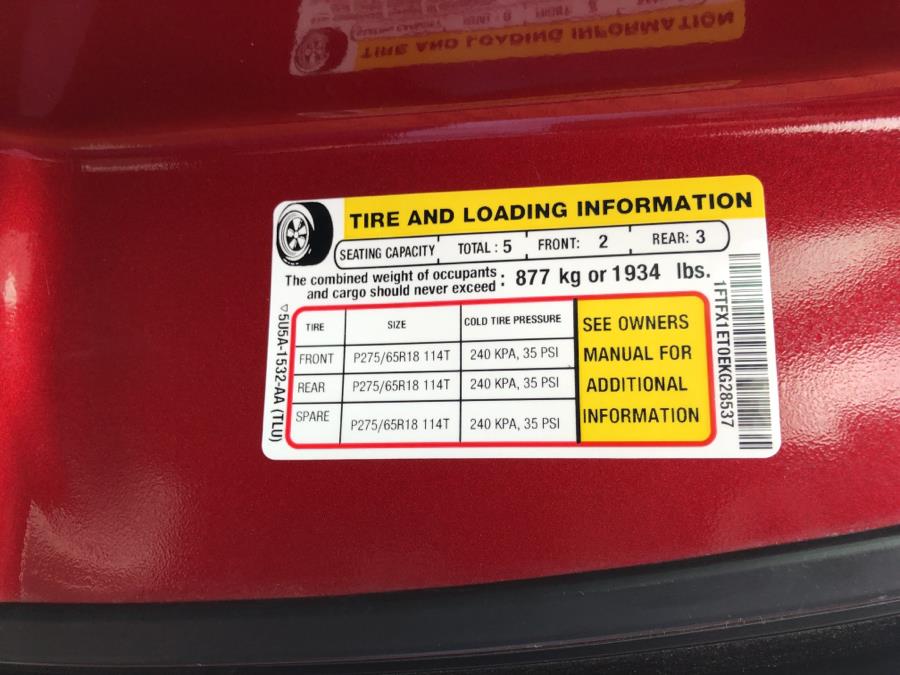 TIRE AND LOADING INFORMATION
SEATING CAPACITY TOTAL : 5 FRONT: 2 REAR: 3
The combined weight of occupants and cargo should never exceed : 877 kg or 1934 lbs.
TIRE SIZE COLD TIRE PRESSURE
FRONT P275/65R18 114T 240 KPA, 35 PSI
REAR P275/65R18 114T 240 KPA, 35 PSI
SPARE P275/65R18 114T 240 KPA, 35 PSI
SEE OWNERS
MANUAL FOR
ADDITIONAL
INFORMATION
5U5A-1532-AA (TLU)
1FTFX1ET0EKG28537
TIRE AND LOADING INFORMATION